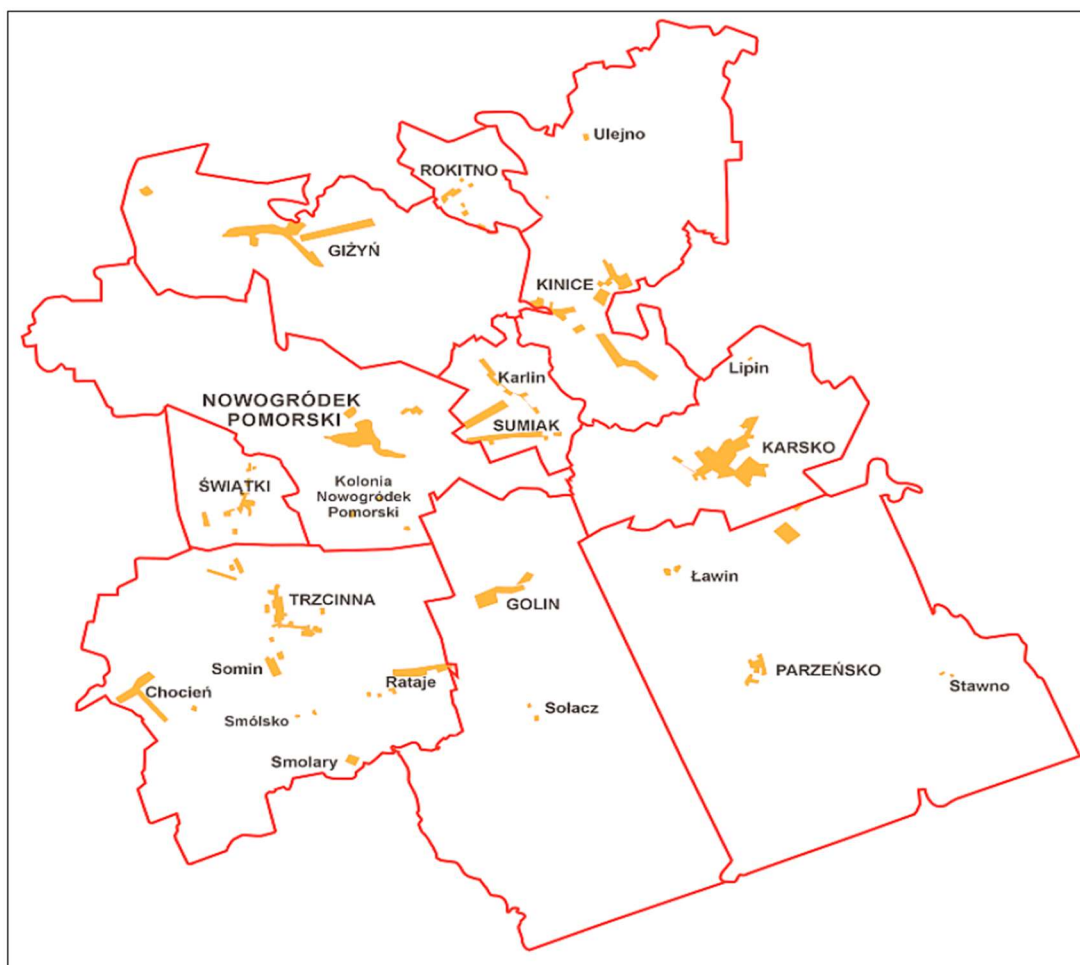 Ulejno
ROKITNO
GIŻYŃ
KINICE
Lipin
Karlin
NOWOGRÓDEK
POMORSKI
SUMIAK
KARSKO
ŚWIĄTKI
Kolonia
Nowogródek
Pomorski
Ławin
TRZCINNA
GOLIN
Somin
PARZEŃSKO
Rataje
Stawno
Chocień
Sołacz
Smólsko
Smolary